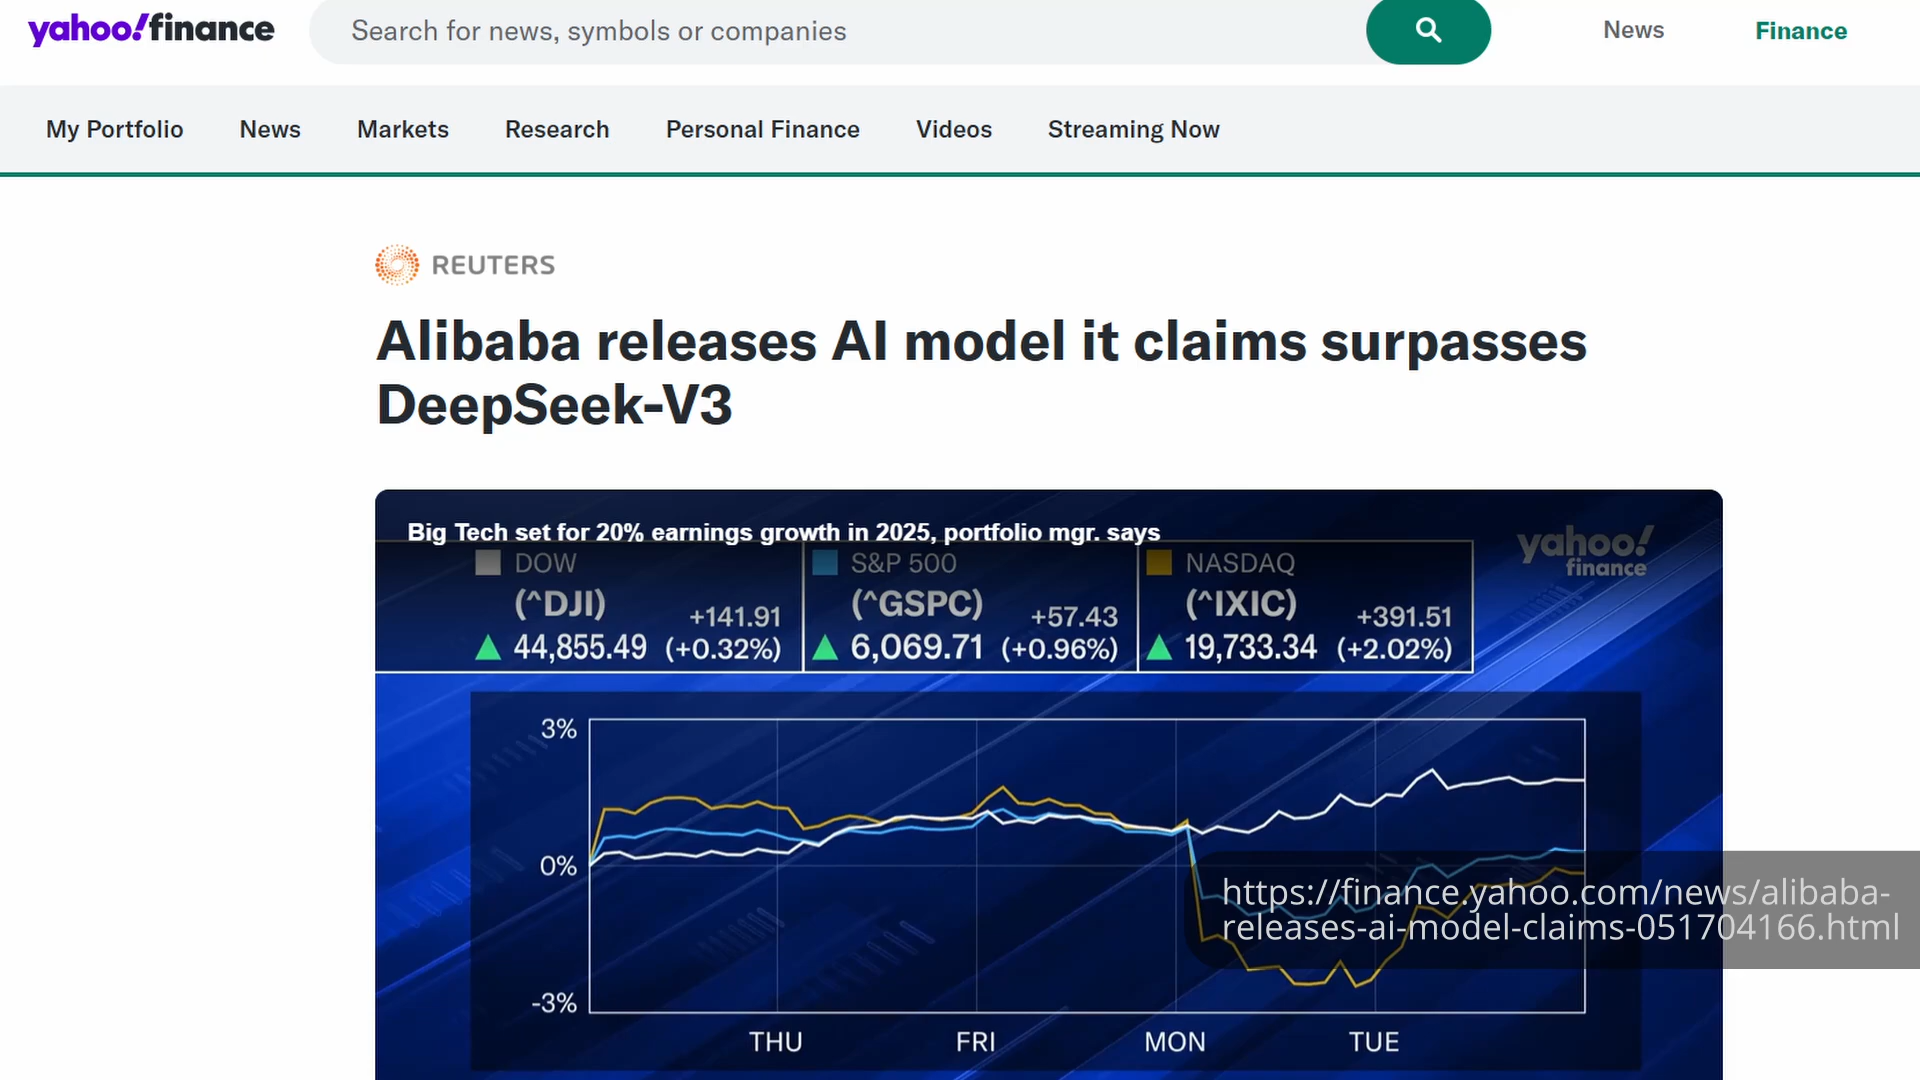 yahoo!finance
Search for news, symbols or companies
News
Finance
My Portfolio
News
Markets
Research
Personal Finance
Videos
Streaming Now
REUTERS
Alibaba releases AI model it claims surpasses
DeepSeek-V3
Big Tech set for 20% earnings growth in 2025, portfolio mgr. says
yahoo!
finance
DOW
(^DJI)
+141.91
44,855.49 (+0.32%)
S&P 500
(^GSPC)
+57.43
6,069.71 (+0.96%)
NASDAQ
(^IXIC)
+391.51
19,733.34 (+2.02%)
3%
0%
-3%
THU
FRI
MON
TUE
https://finance.yahoo.com/news/alibaba-
releases-ai-model-claims-051704166.html